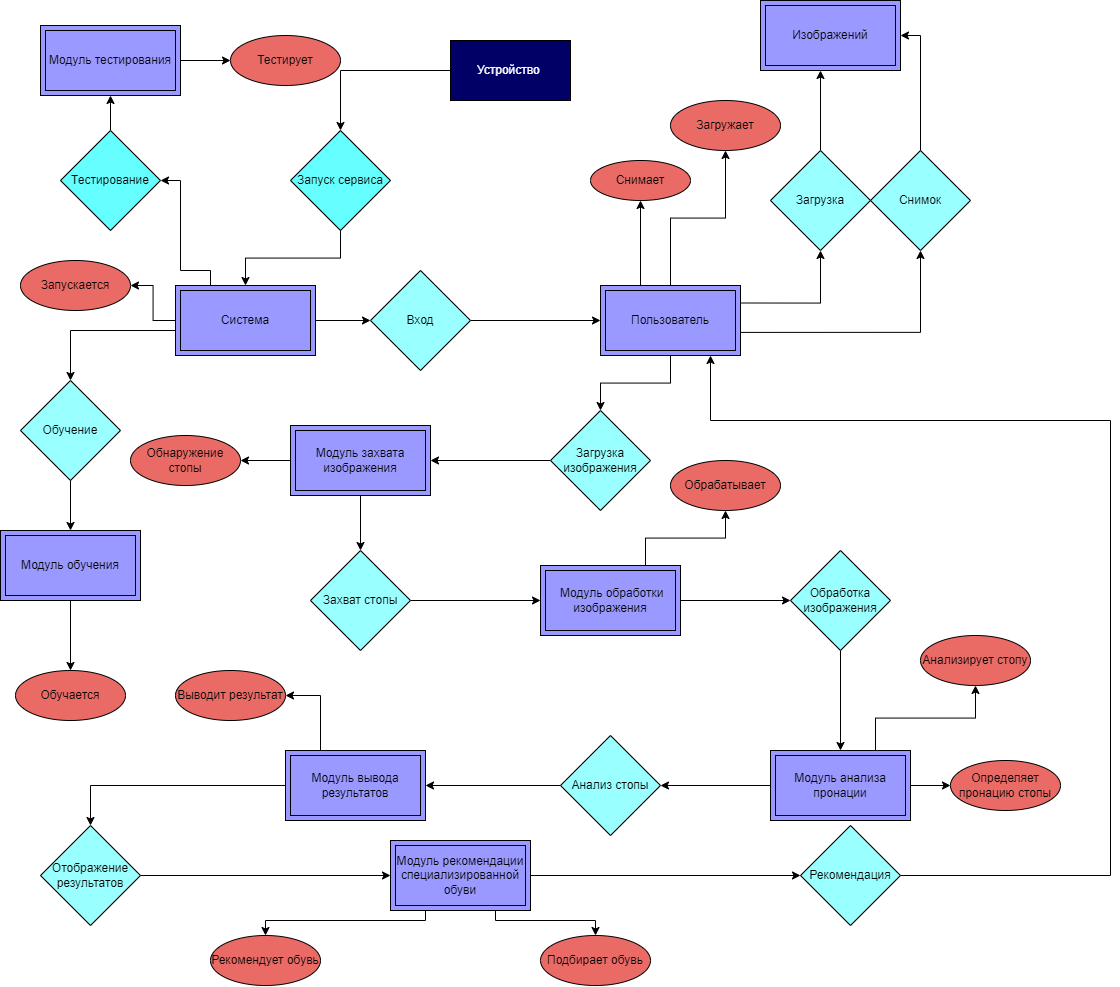 Изображений
Модуль тестирования
Тестирует
Устройство
Загружает
Тестирование
Запуск сервиса
Снимает
Загрузка
Снимок
Запускается
Система
Вход
Пользователь
Обучение
Обнаружение
стопы
Модуль захвата
изображения
Загрузка
изображения
Обрабатывает
Модуль обучения
Захват стопы
Модуль обработки
изображения
Обработка
изображения
Анализирует стопу
Обучается
Выводит результат
Модуль вывода
результатов
Анализ стопы
Модуль анализа
пронации
Определяет
пронацию стопы
Отображение
результатов
Модуль рекомендации
специализированной
обуви
Рекомендация
Рекомендует обувь
Подбирает обувь